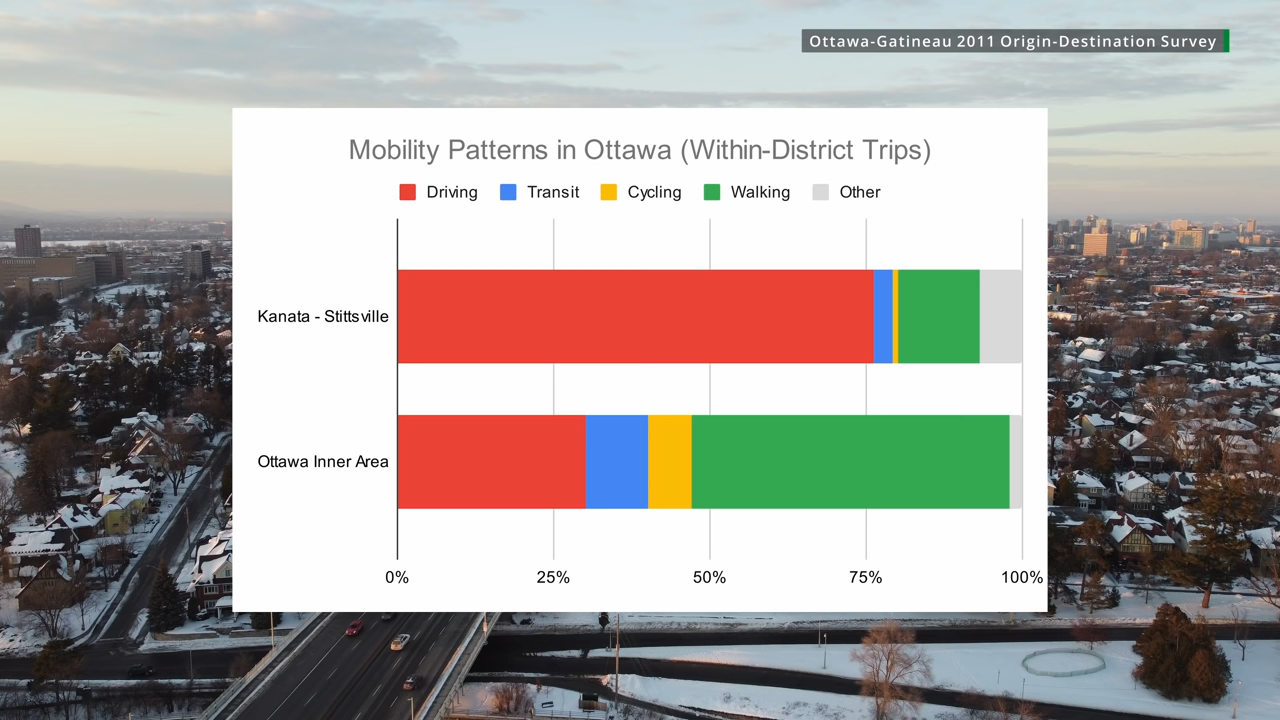 Ottawa-Gatineau 2011 Origin-Destination Survey
Mobility Patterns in Ottawa (Within-District Trips)
Driving Transit Cycling Walking Other
Kanata - Stittsville
Ottawa Inner Area
0% 25% 50% 75% 100%